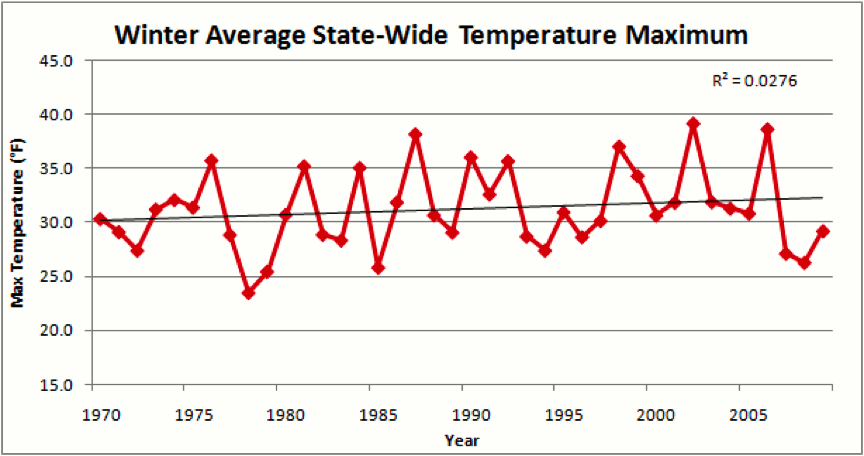 Winter Average State-Wide Temperature Maximum
R² = 0.0276
Max Temperature (°F)
45.0
40.0
35.0
30.0
25.0
20.0
15.0
1970 1975 1980 1985 1990 1995 2000 2005
Year